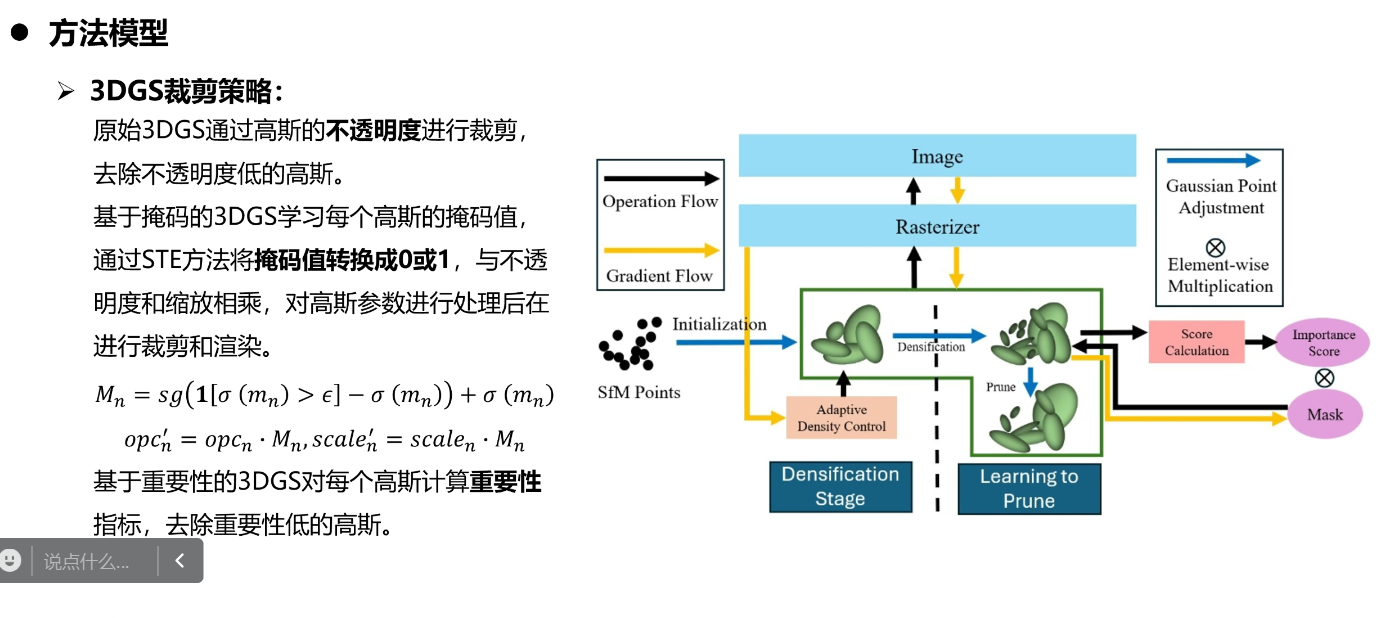 ● 方法模型
➢ 3DGS裁剪策略：
原始3DGS通过高斯的不透明度进行裁剪，
去除不透明度低的高斯。
基于掩码的3DGS学习每个高斯的掩码值，
通过STE方法将掩码值转换成0或1，与不透
明度和缩放相乘，对高斯参数进行处理后在
进行裁剪和渲染。
M_n = sg(1[σ (m_n) > ϵ] − σ (m_n)) + σ (m_n)
opc'_n = opc_n · M_n, scale'_n = scale_n · M_n
基于重要性的3DGS对每个高斯计算重要性
指标，去除重要性低的高斯。
说点什么...
Operation Flow
Gradient Flow
Image
Rasterizer
Gaussian Point
Adjustment
Element-wise
Multiplication
SfM Points
Initialization
Densification
Prune
Adaptive
Density Control
Score
Calculation
Importance
Score
Mask
Densification
Stage
Learning to
Prune